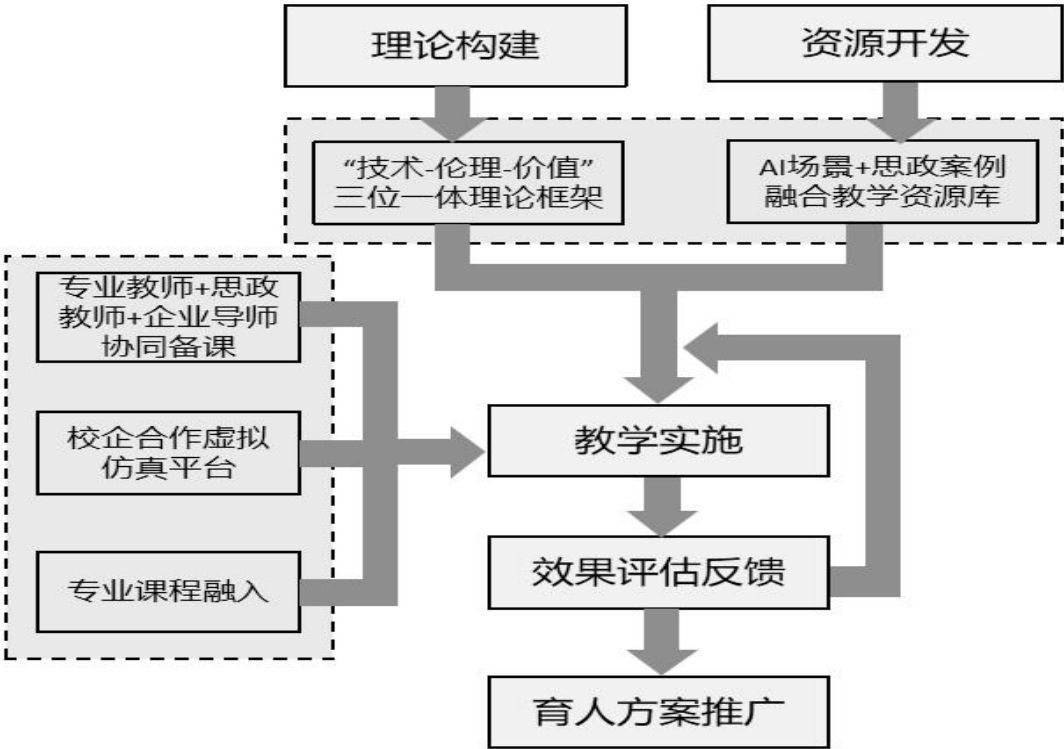 理论构建
资源开发
“技术-伦理-价值”
三位一体理论框架
AI场景+思政案例
融合教学资源库
专业教师+思政
教师+企业导师
协同备课
校企合作虚拟
仿真平台
专业课程融入
教学实施
效果评估反馈
育人方案推广